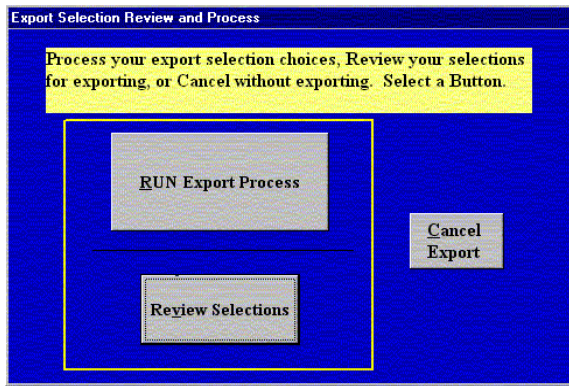 Export Selection Review and Process
Process your export selection choices, Review your selections
for exporting, or Cancel without exporting.  Select a Button.
RUN Export Process
Cancel
Export
Review Selections